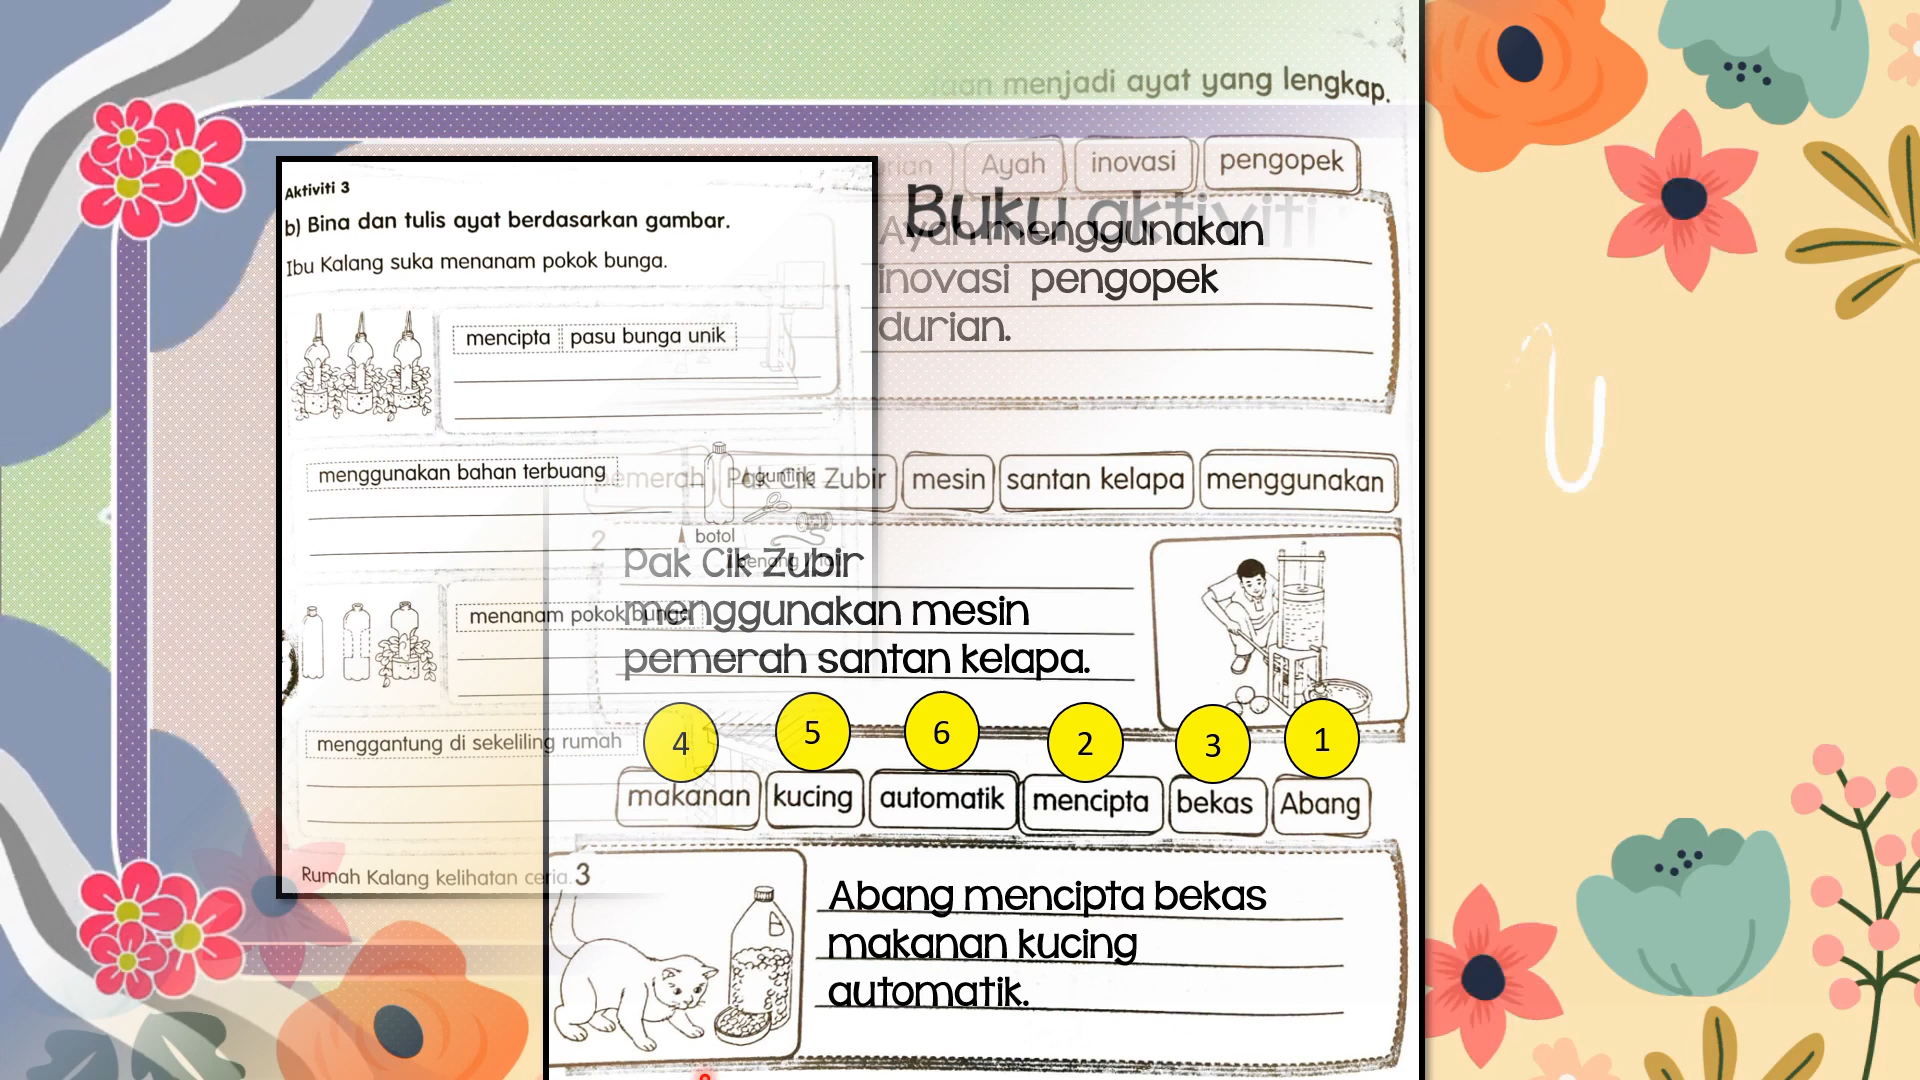 Aktiviti 3
b) Bina dan tulis ayat berdasarkan gambar.
Ibu Kalang suka menanam pokok bunga.
mencipta pasu bunga unik
menggunakan bahan terbuang
gunting
botol
benang
menanam pokok bunga
menggantung di sekeliling rumah
Rumah Kalang kelihatan ceria.
menjadi ayat yang lengkap.
Ayah inovasi pengopek
Buku aktiviti
Ayah menggunakan
inovasi pengopek
durian.
pemerah Pak Cik Zubir mesin santan kelapa menggunakan
2
Pak Cik Zubir
menggunakan mesin
pemerah santan kelapa.
4 5 6 2 3 1
makanan kucing automatik mencipta bekas Abang
3
Abang mencipta bekas
makanan kucing
automatik.